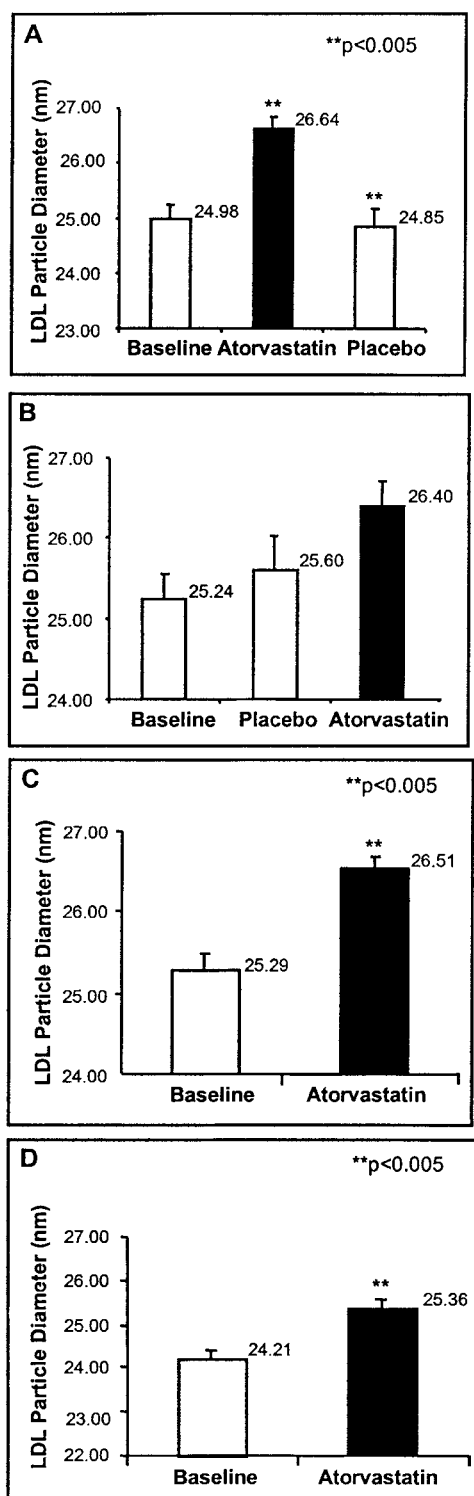 A
**p<0.005
LDL Particle Diameter (nm)
27.00
26.00
25.00
24.00
23.00
24.98
**
26.64
**
24.85
Baseline Atorvastatin Placebo
B
LDL Particle Diameter (nm)
27.00
26.00
25.00
24.00
25.24
25.60
26.40
Baseline Placebo Atorvastatin
C
**p<0.005
LDL Particle Diameter (nm)
27.00
26.00
25.00
24.00
25.29
**
26.51
Baseline Atorvastatin
D
**p<0.005
LDL Particle Diameter (nm)
27.00
26.00
25.00
24.00
23.00
22.00
24.21
**
25.36
Baseline Atorvastatin